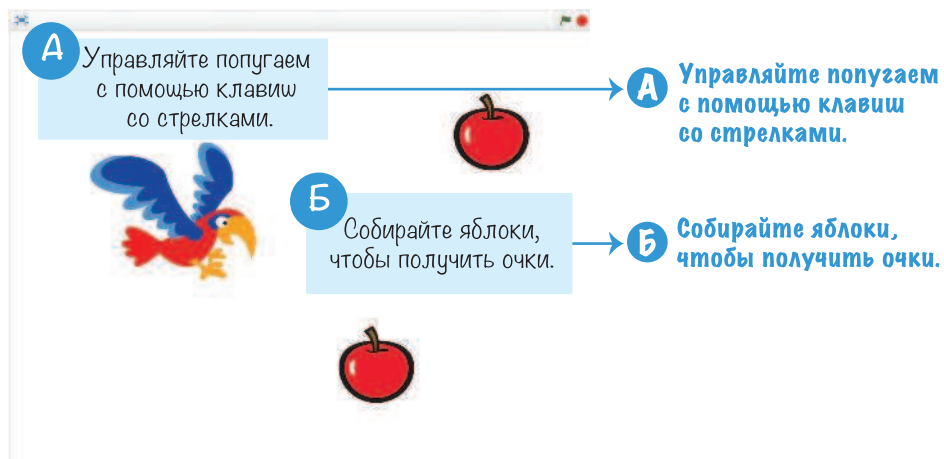 А
Управляйте попугаем
с помощью клавиш
со стрелками.
А
Управляйте попугаем
с помощью клавиш
со стрелками.
Б
Собирайте яблоки,
чтобы получить очки.
Б
Собирайте яблоки,
чтобы получить очки.